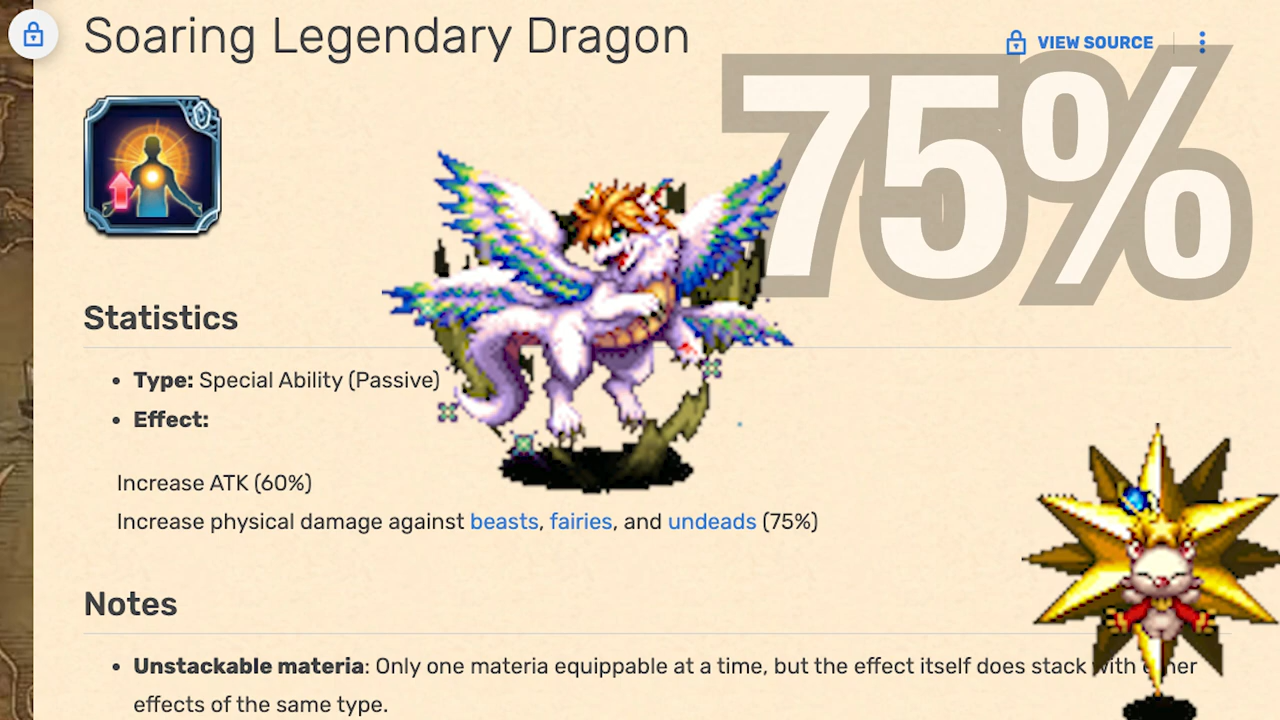 Soaring Legendary Dragon
VIEW SOURCE
75%
Statistics
• Type: Special Ability (Passive)
• Effect:
Increase ATK (60%)
Increase physical damage against beasts, fairies, and undeads (75%)
Notes
• Unstackable materia: Only one materia equippable at a time, but the effect itself does stack with other
effects of the same type.